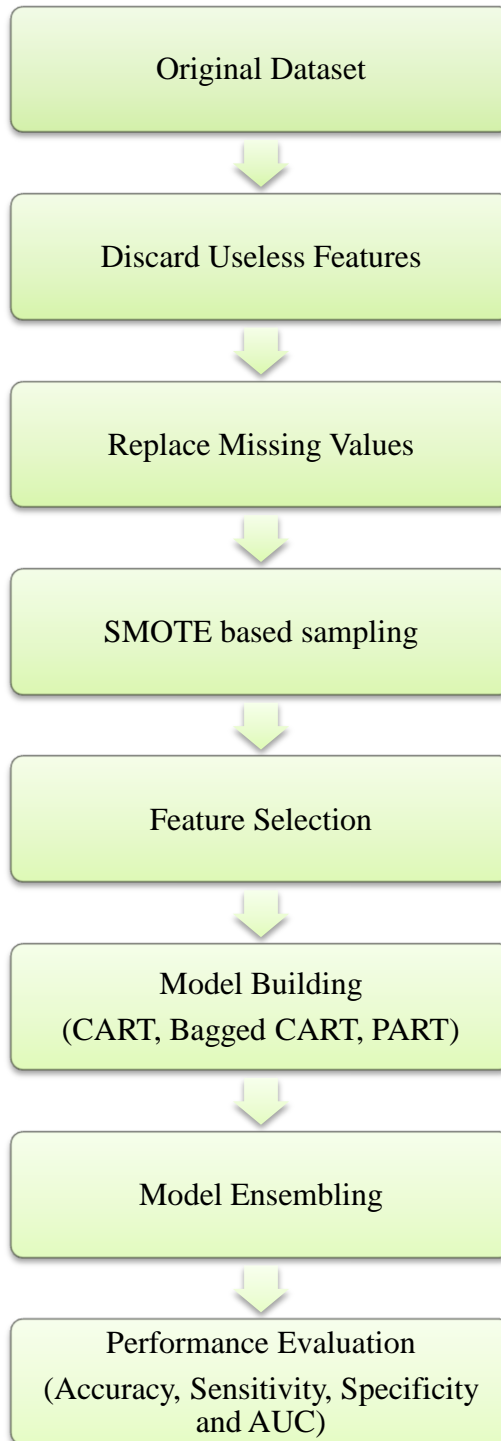 Original Dataset
Discard Useless Features
Replace Missing Values
SMOTE based sampling
Feature Selection
Model Building
(CART, Bagged CART, PART)
Model Ensembling
Performance Evaluation
(Accuracy, Sensitivity, Specificity
and AUC)